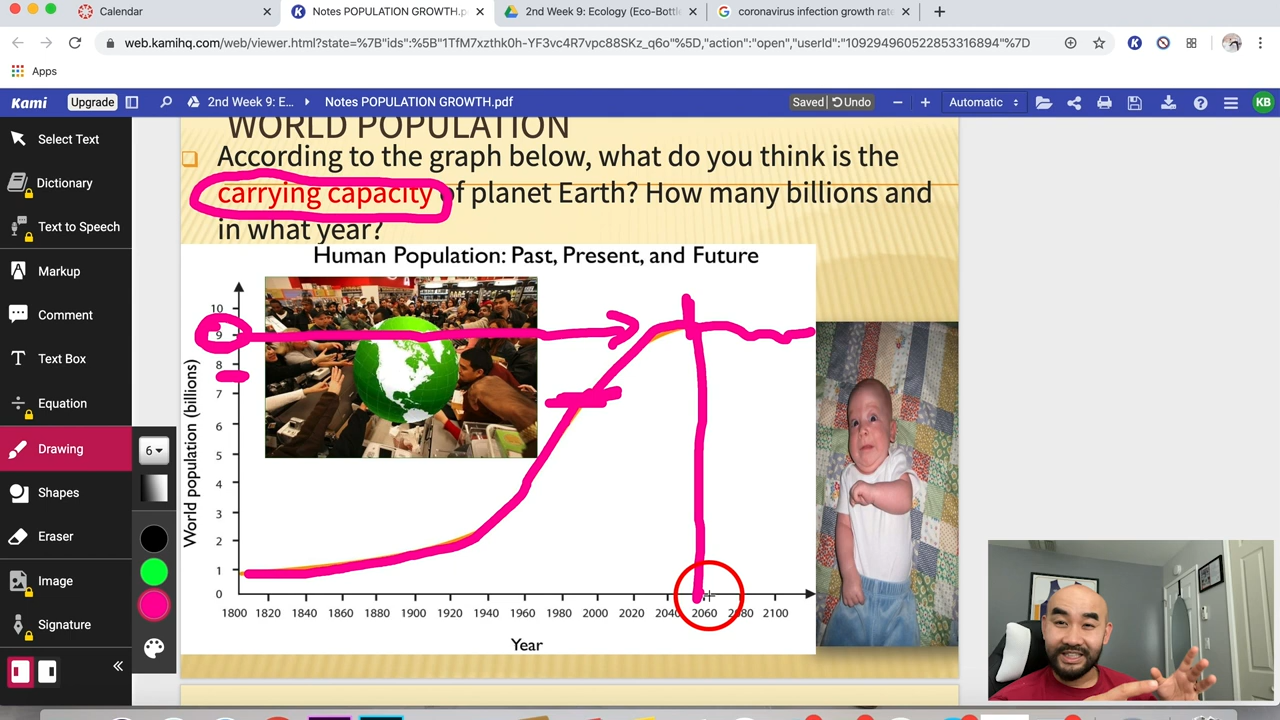 Calendar
Notes POPULATION GROWTH.p
2nd Week 9: Ecology (Eco-Bottl
coronavirus infection growth rate
web.kamihq.com/web/viewer.html?state=%7B"ids":%5B"1TfM7xzthk0h-YF3vc4R7vpc88SKz_q6o"%5D,"action":"open","userId":"109294960522853316894"%7D
Apps
Kami
Upgrade
2nd Week 9: E...
Notes POPULATION GROWTH.pdf
Saved
Undo
Automatic
KB
Select Text
Dictionary
Text to Speech
Markup
Comment
Text Box
Equation
Drawing
6
Shapes
Eraser
Image
Signature
WORLD POPULATION
According to the graph below, what do you think is the
carrying capacity of planet Earth? How many billions and
in what year?
Human Population: Past, Present, and Future
World population (billions)
10
9
8
7
6
5
4
3
2
1
0
1800 1820 1840 1860 1880 1900 1920 1940 1960 1980 2000 2020 2040 2060 2080 2100
Year